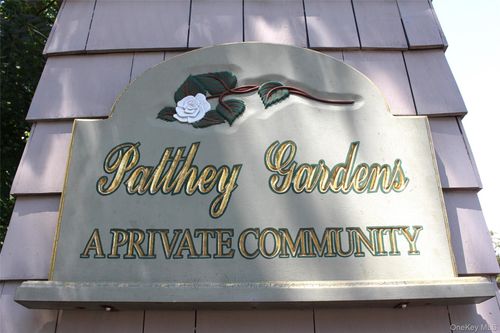 Patthey Gardens
A PRIVATE COMMUNITY
OneKey MLS